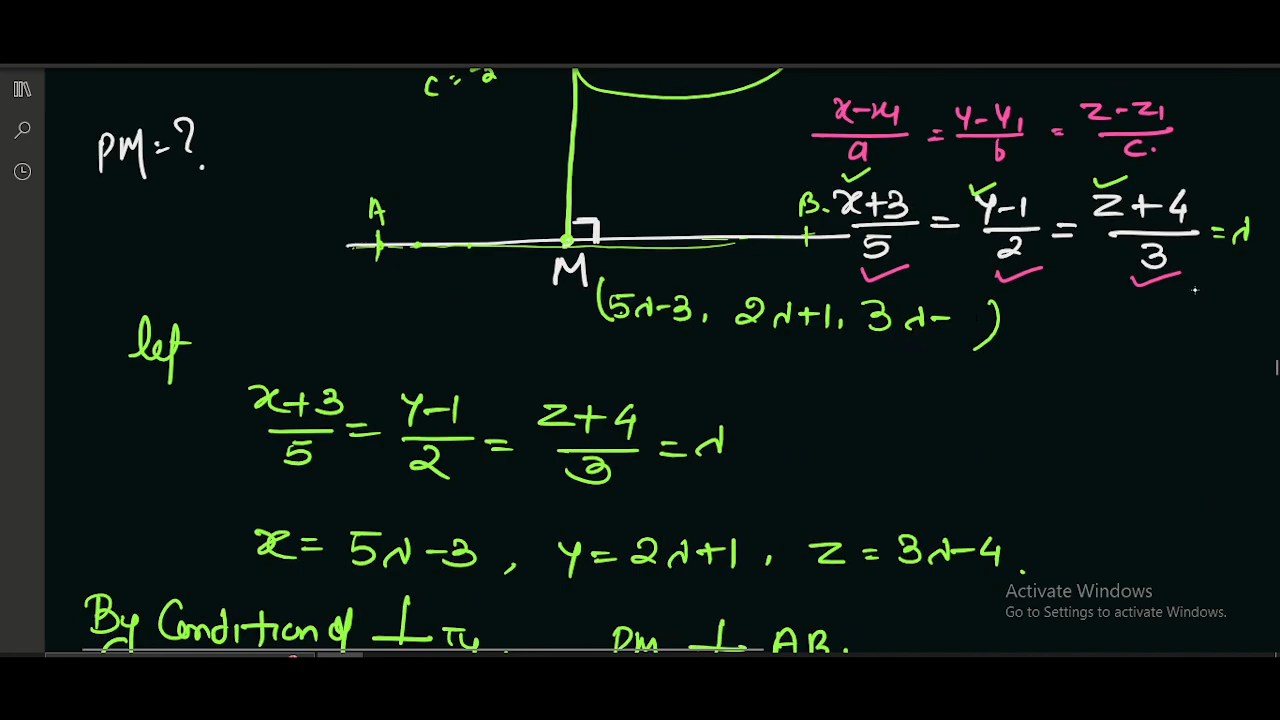 C = -2
PM = ?
x-x1/a = y-y1/b = z-z1/c.
A
B.
x+3/5 = y-1/2 = z+4/3 = λ
M
(5λ-3, 2λ+1, 3λ- )
let
x+3/5 = y-1/2 = z+4/3 = λ
x = 5λ-3, y = 2λ+1, z = 3λ-4.
Activate Windows
Go to Settings to activate Windows.
By Condition of ⊥ PM ⊥ AB.